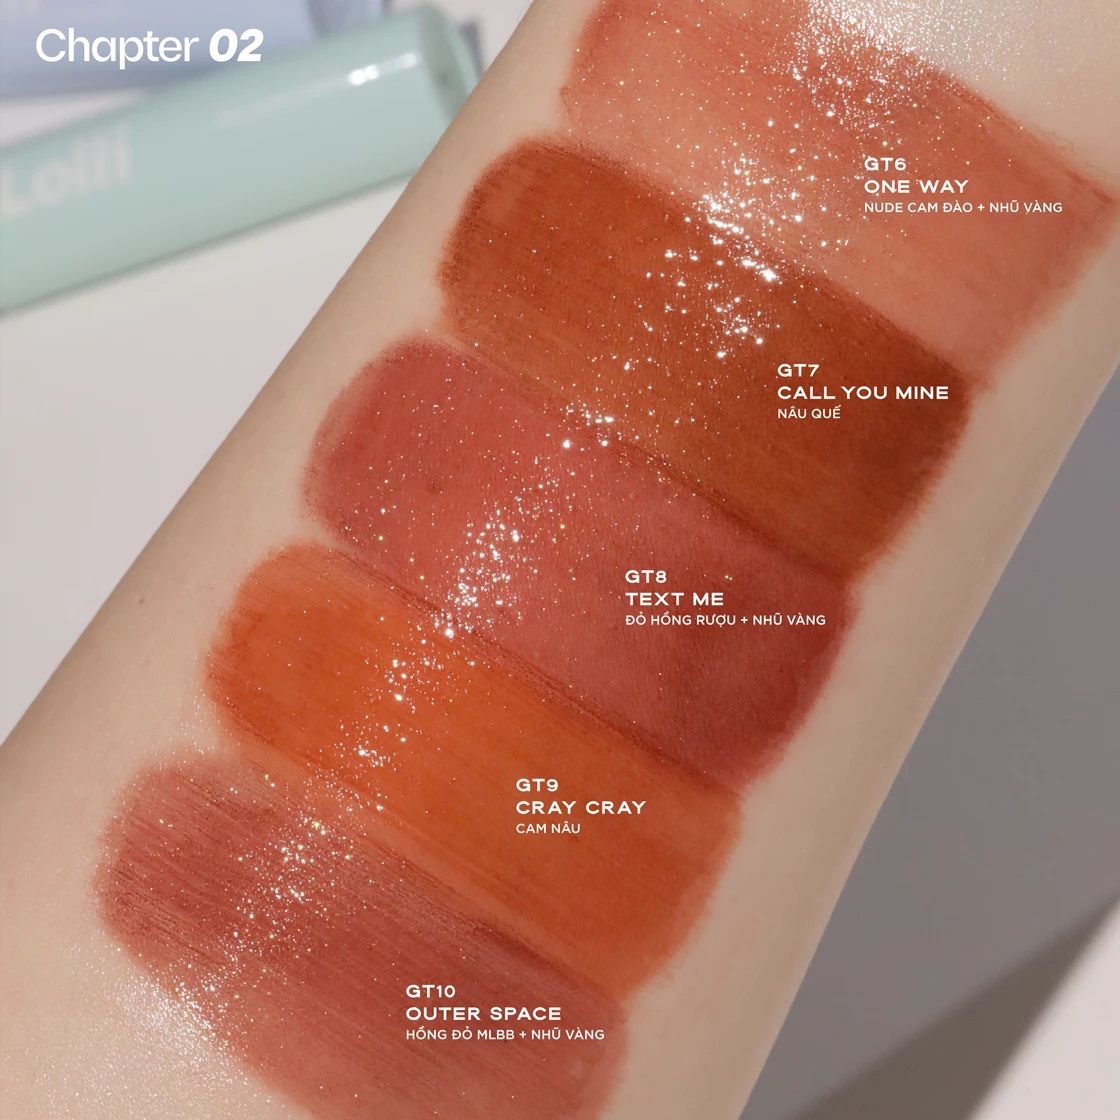 Chapter 02
Lolli
GT6
ONE WAY
NUDE CAM ĐÀO + NHŨ VÀNG
GT7
CALL YOU MINE
NÂU QUẾ
GT8
TEXT ME
ĐỎ HỒNG RƯỢU + NHŨ VÀNG
GT9
CRAY CRAY
CAM NÂU
GT10
OUTER SPACE
HỒNG ĐỎ MLBB + NHŨ VÀNG